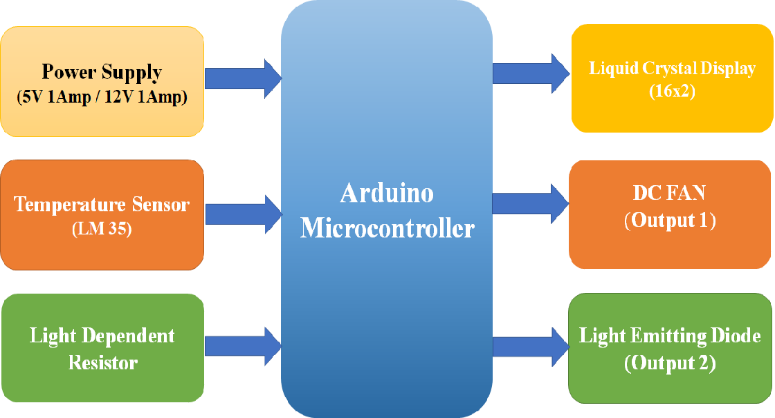 Power Supply
(5V 1Amp / 12V 1Amp)
Temperature Sensor
(LM 35)
Light Dependent
Resistor
Arduino
Microcontroller
Liquid Crystal Display
(16x2)
DC FAN
(Output 1)
Light Emitting Diode
(Output 2)